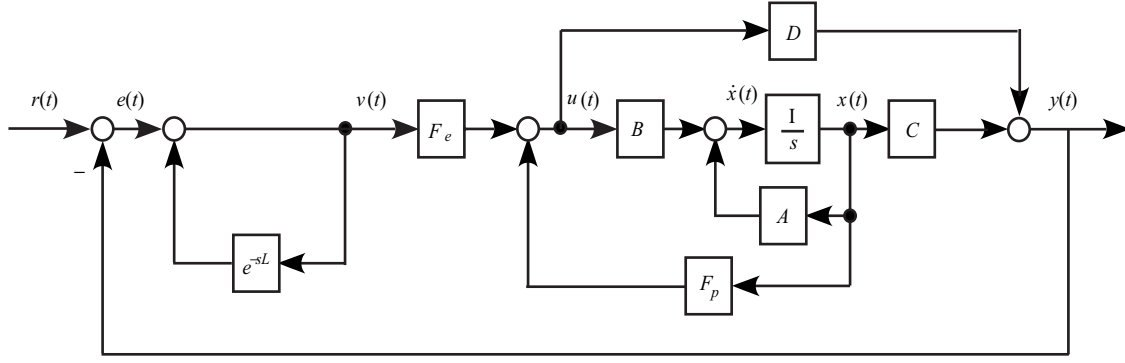 D
r(t) e(t) v(t) u(t) ẋ(t) x(t) y(t)
F_e B I/s C
−
A
e^{-sL} F_p